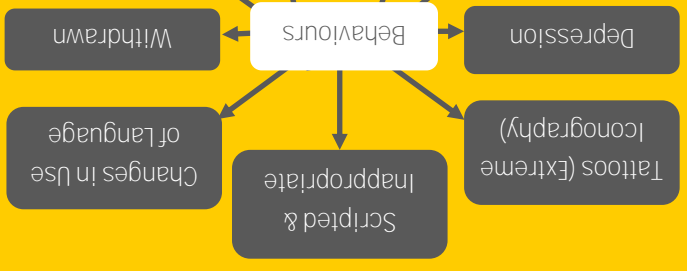 Scripted &
Inappropriate
Tattoos (Extreme
Iconography)
Changes in Use
of Language
Depression
Behaviours
Withdrawn